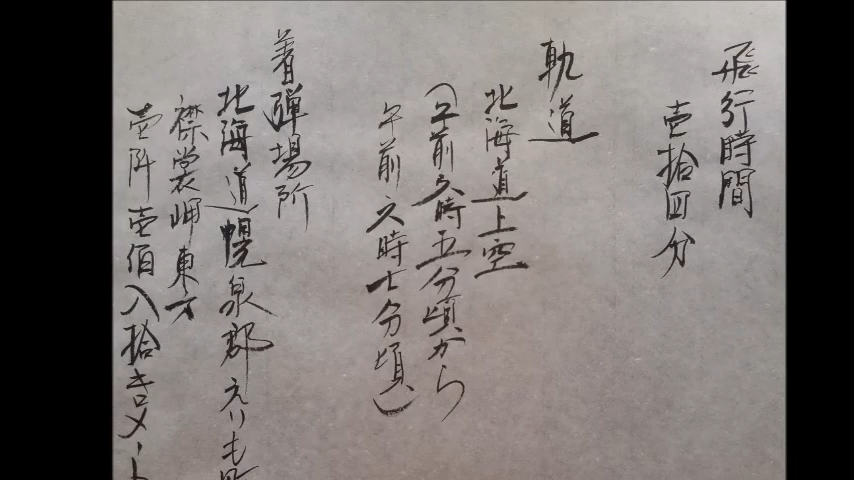 飛行時間
壱拾四分
軌道
北海道上空
（午前六時五分頃から
午前六時七分頃）
着弾場所
北海道幌泉郡えりも町
襟裳岬東方
壱阡壱佰八拾キロメート